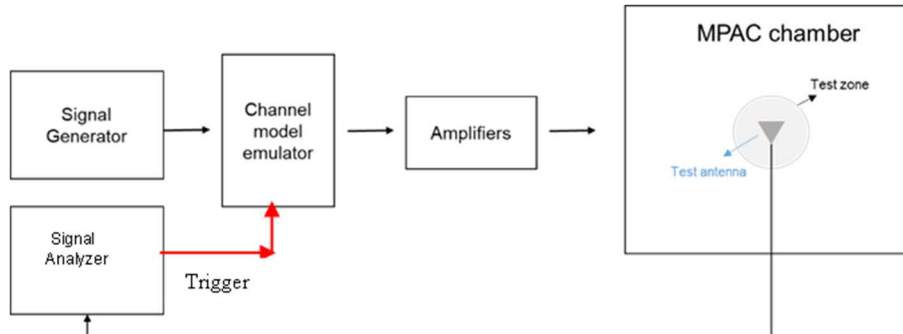 MPAC chamber
Test zone
Test antenna
Signal
Generator
Channel
model
emulator
Amplifiers
Signal
Analyzer
Trigger